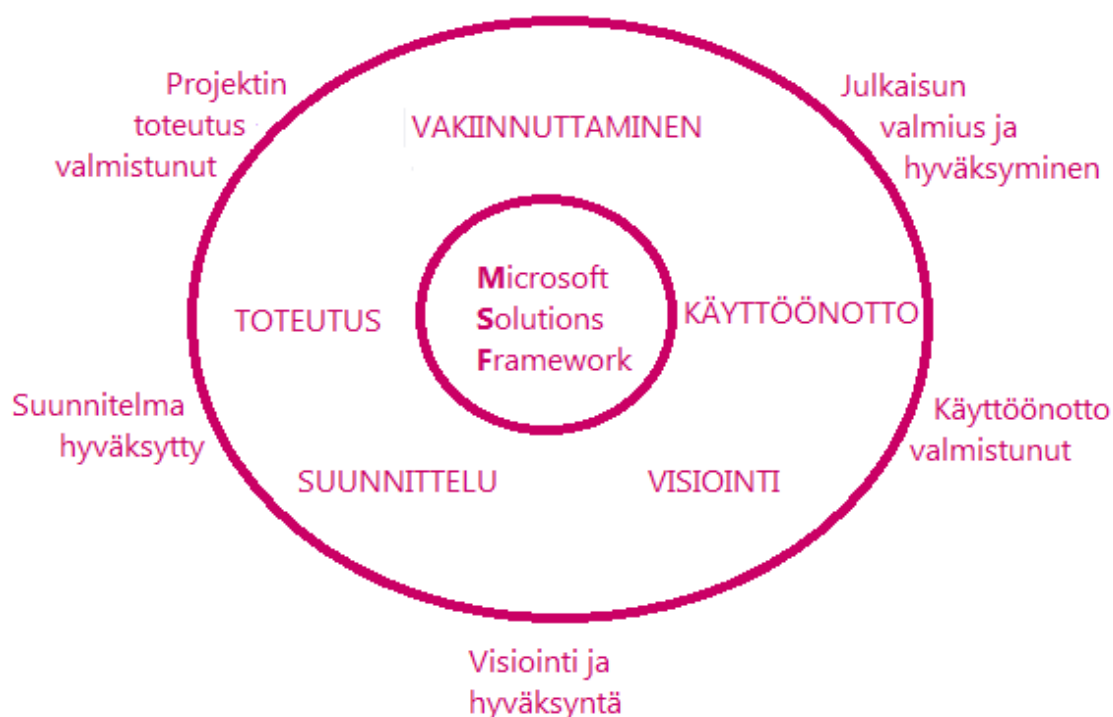 Projektin
toteutus
valmistunut
Julkaisun
valmius ja
hyväksyminen
VAKIINNUTTAMINEN
Microsoft
Solutions
Framework
TOTEUTUS
KÄYTTÖÖNOTTO
Suunnitelma
hyväksytty
Käyttöönotto
valmistunut
SUUNNITTELU
VISIOINTI
Visiointi ja
hyväksyntä